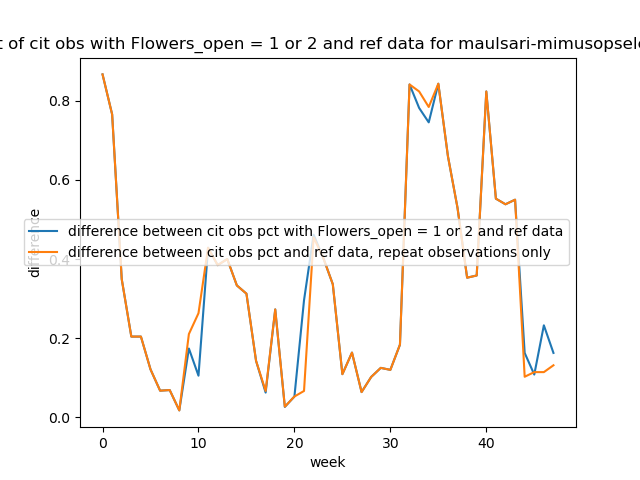 t of cit obs with Flowers_open = 1 or 2 and ref data for maulsari-mimusopsele
0.8
0.6
0.4
0.2
0.0
difference
difference between cit obs pct with Flowers_open = 1 or 2 and ref data
difference between cit obs pct and ref data, repeat observations only
0 10 20 30 40
week